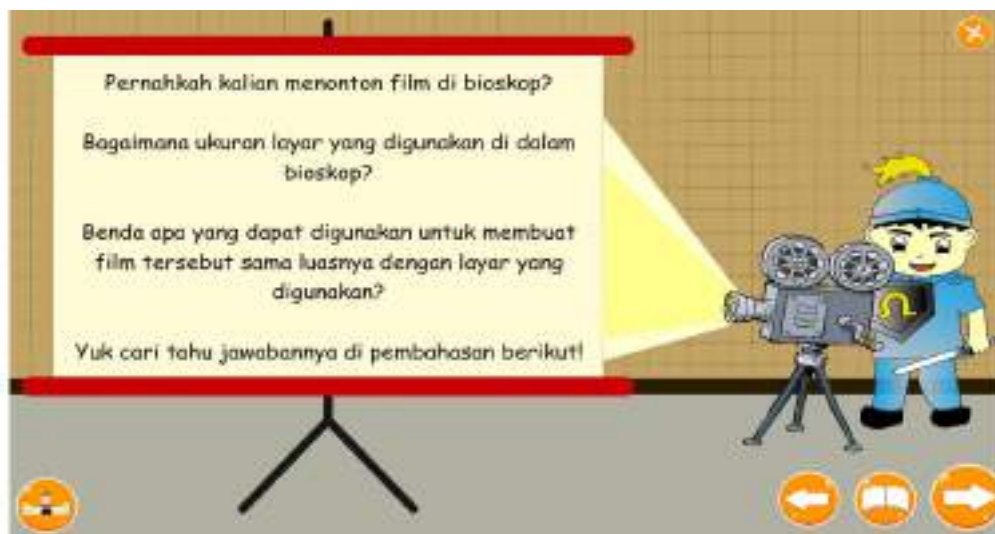 Pernahkah kalian menonton film di bioskop?
Bagaimana ukuran layar yang digunakan di dalam
bioskop?
Benda apa yang dapat digunakan untuk membuat
film tersebut sama luasnya dengan layar yang
digunakan?
Yuk cari tahu jawabannya di pembahasan berikut!
Ω